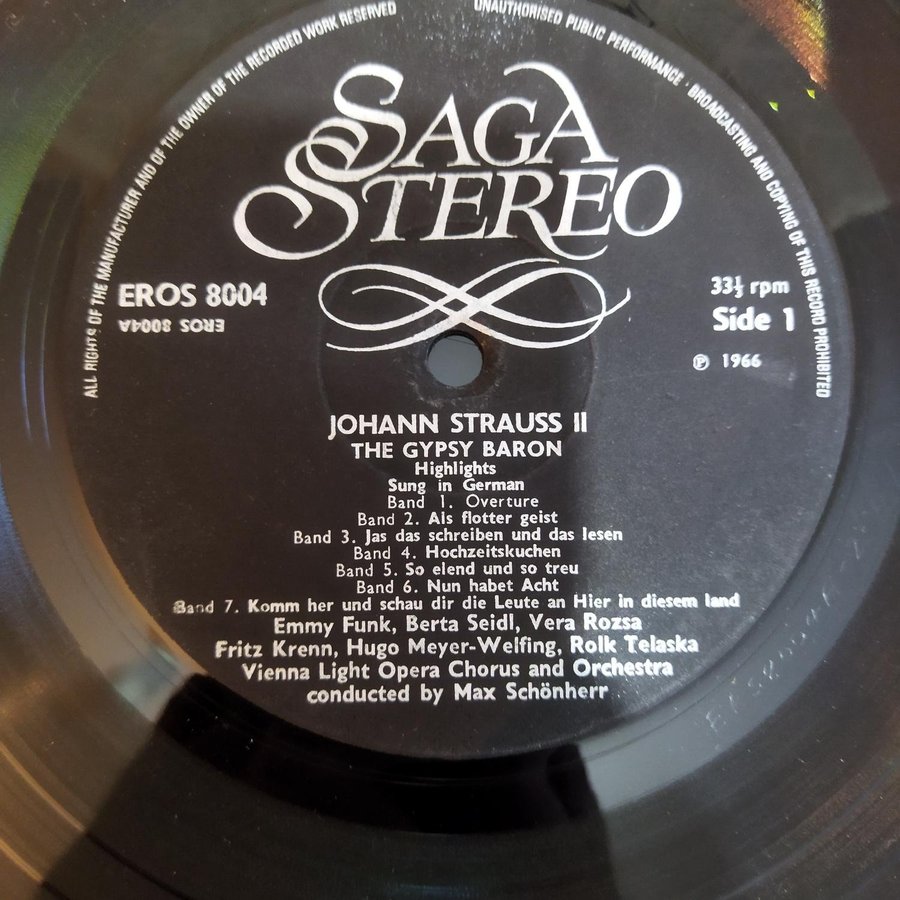 ALL RIGHTS OF THE MANUFACTURER AND OF THE OWNER OF THE RECORDED WORK RESERVED
UNAUTHORISED PUBLIC PERFORMANCE · BROADCASTING AND COPYING OF THIS RECORD PROHIBITED
SAGA
STEREO
EROS 8004
EROS 8004A
33⅓ rpm
Side 1
℗ 1966
JOHANN STRAUSS II
THE GYPSY BARON
Highlights
Sung in German
Band 1. Overture
Band 2. Als flotter geist
Band 3. Jas das schreiben und das lesen
Band 4. Hochzeitskuchen
Band 5. So elend und so treu
Band 6. Nun habet Acht
Band 7. Komm her und schau dir die Leute an Hier in diesem land
Emmy Funk, Berta Seidl, Vera Rozsa
Fritz Krenn, Hugo Meyer-Welfing, Rolk Telaska
Vienna Light Opera Chorus and Orchestra
conducted by Max Schönherr